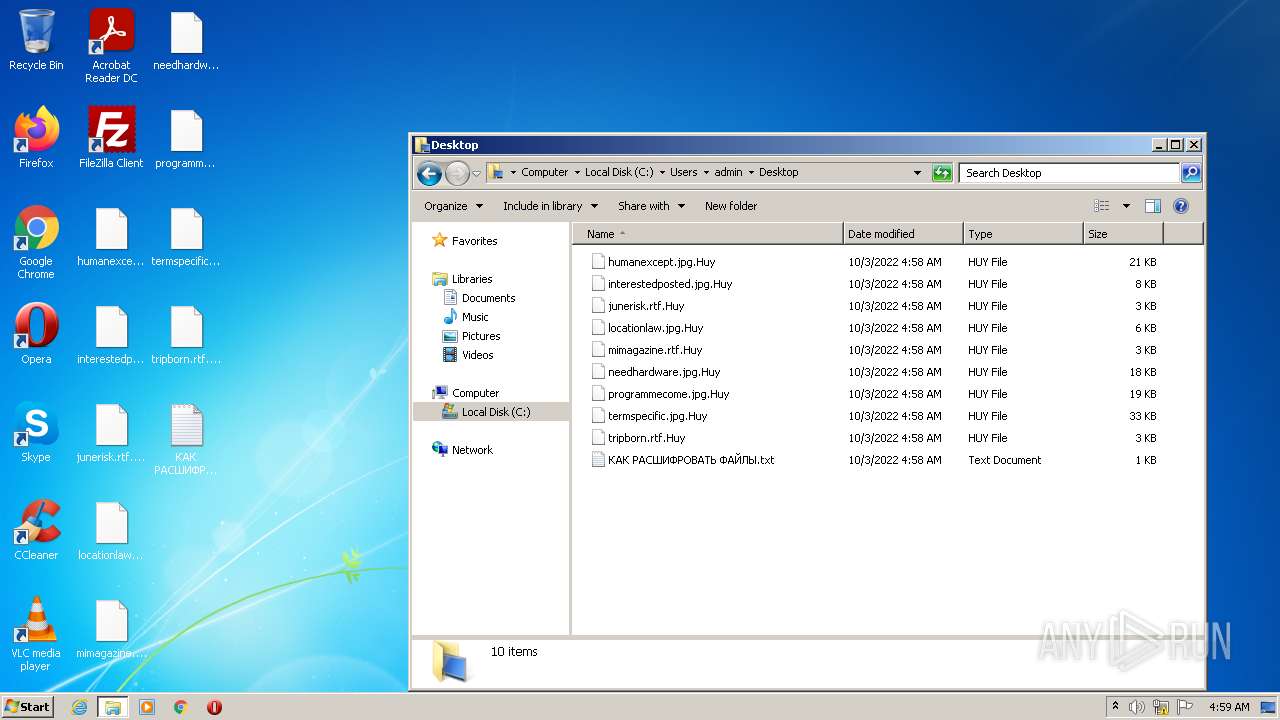 Recycle Bin
Acrobat
Reader DC
needhardw...
Firefox
FileZilla Client
programm...
Google
Chrome
humanexce...
termspecific...
Opera
interestedp...
tripborn.rtf....
Skype
junerisk.rtf....
КАК
РАСШИФР...
CCleaner
locationlaw...
VLC media
player
mimagazine....
Desktop
Computer
Local Disk (C:)
Users
admin
Desktop
Search Desktop
Organize
Include in library
Share with
New folder
Favorites
Libraries
Documents
Music
Pictures
Videos
Computer
Local Disk (C:)
Network
Name Date modified Type Size
humanexcept.jpg.Huy 10/3/2022 4:58 AM HUY File 21 KB
interestedposted.jpg.Huy 10/3/2022 4:58 AM HUY File 8 KB
junerisk.rtf.Huy 10/3/2022 4:58 AM HUY File 3 KB
locationlaw.jpg.Huy 10/3/2022 4:58 AM HUY File 6 KB
mimagazine.rtf.Huy 10/3/2022 4:58 AM HUY File 3 KB
needhardware.jpg.Huy 10/3/2022 4:58 AM HUY File 18 KB
programmecome.jpg.Huy 10/3/2022 4:58 AM HUY File 19 KB
termspecific.jpg.Huy 10/3/2022 4:58 AM HUY File 33 KB
tripborn.rtf.Huy 10/3/2022 4:58 AM HUY File 3 KB
КАК РАСШИФРОВАТЬ ФАЙЛЫ.txt 10/3/2022 4:58 AM Text Document 1 KB
10 items
ANY RUN
Start
4:59 AM